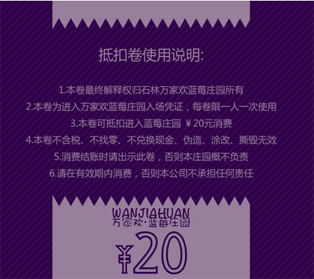 抵扣卷使用说明:
1.本卷最终解释权归石林万家欢蓝莓庄园所有
2.本卷为进入万家欢蓝莓庄园入场凭证，每卷限一人一次使用
3.本卷可抵扣进入蓝莓庄园 ￥20元消费
4.本卷不含税、不找零、不兑换现金、伪造、涂改、撕毁无效
5.消费结账时请出示此卷，否则本庄园概不负责
6.请在有效期内消费，否则本公司不承担任何责任
WANJIAHUAN
万家欢·蓝莓庄园
¥20